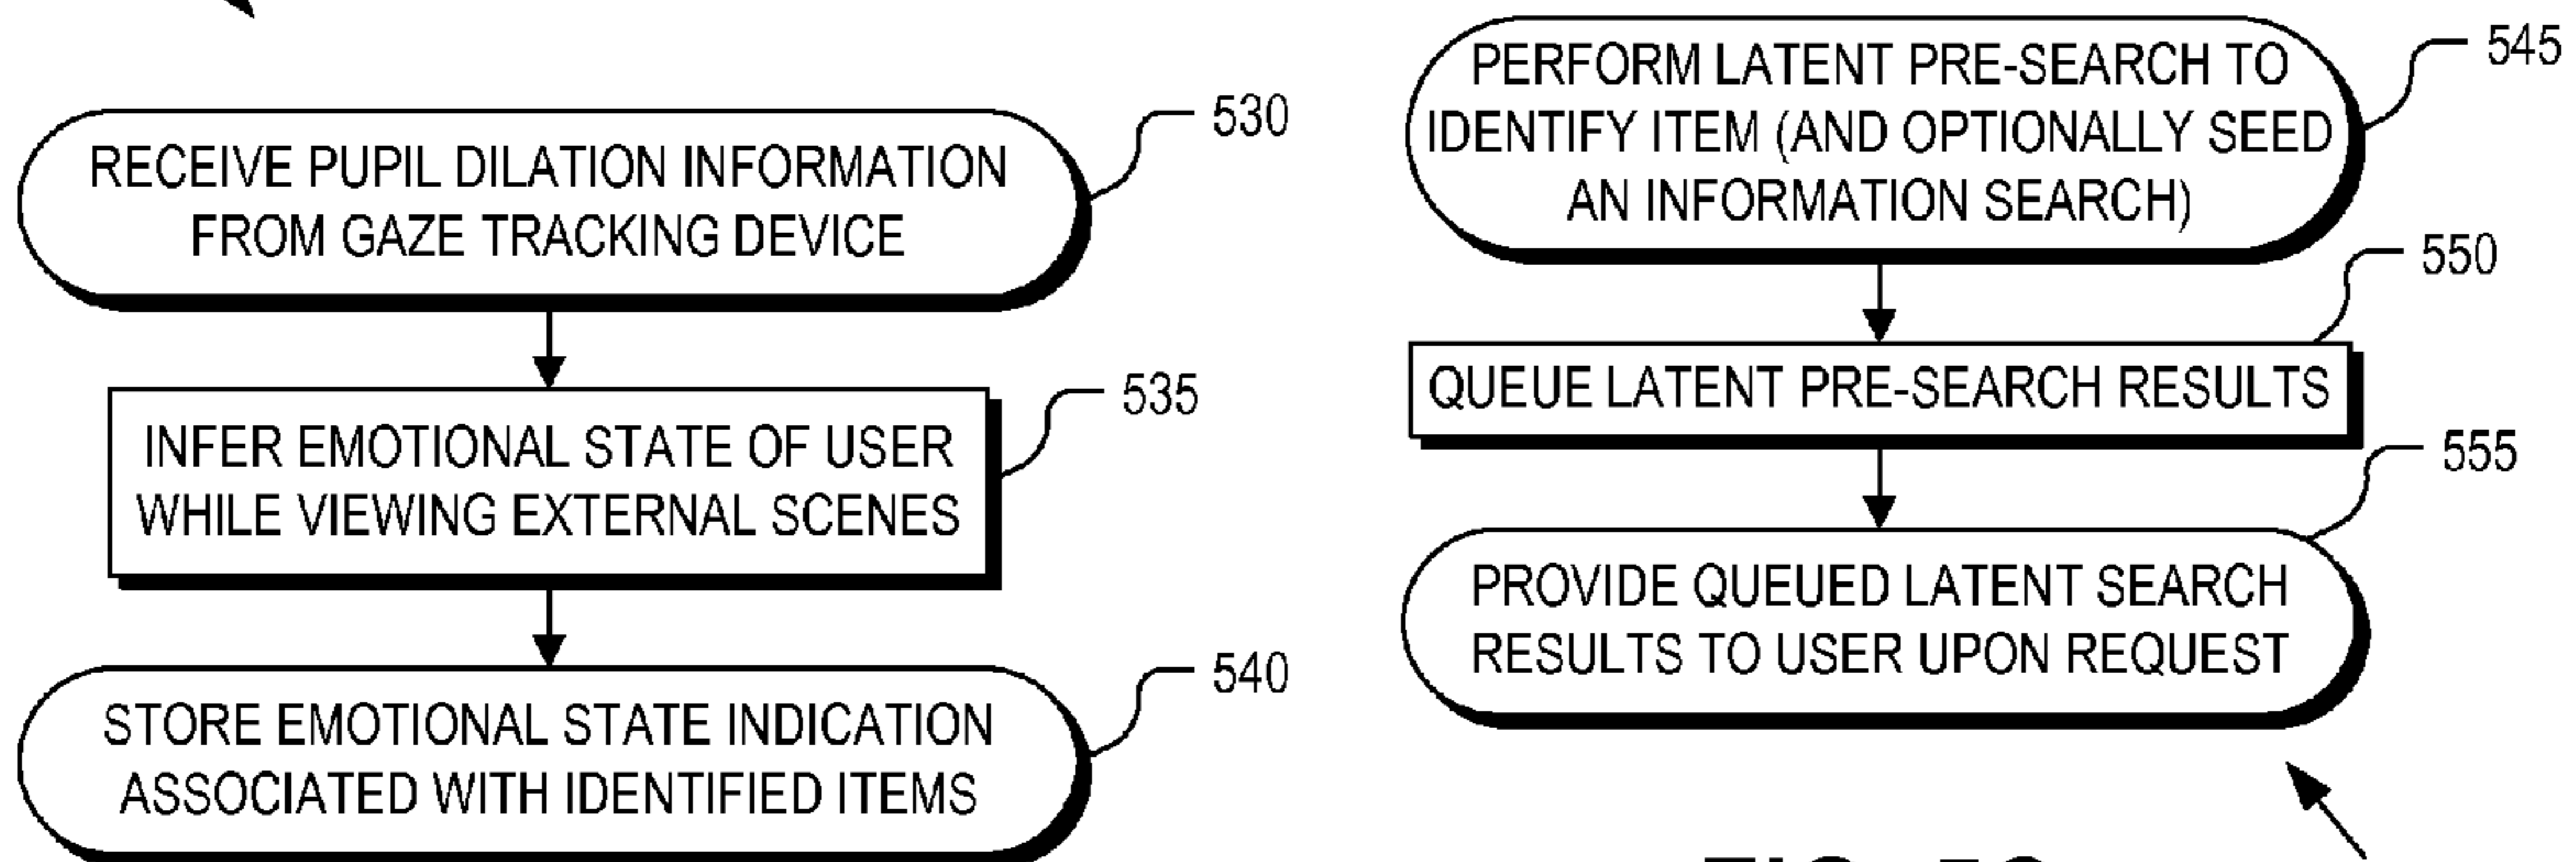 RECEIVE PUPIL DILATION INFORMATION
FROM GAZE TRACKING DEVICE
530
INFER EMOTIONAL STATE OF USER
WHILE VIEWING EXTERNAL SCENES
535
STORE EMOTIONAL STATE INDICATION
ASSOCIATED WITH IDENTIFIED ITEMS
540
PERFORM LATENT PRE-SEARCH TO
IDENTIFY ITEM (AND OPTIONALLY SEED
AN INFORMATION SEARCH)
545
QUEUE LATENT PRE-SEARCH RESULTS
550
PROVIDE QUEUED LATENT SEARCH
RESULTS TO USER UPON REQUEST
555